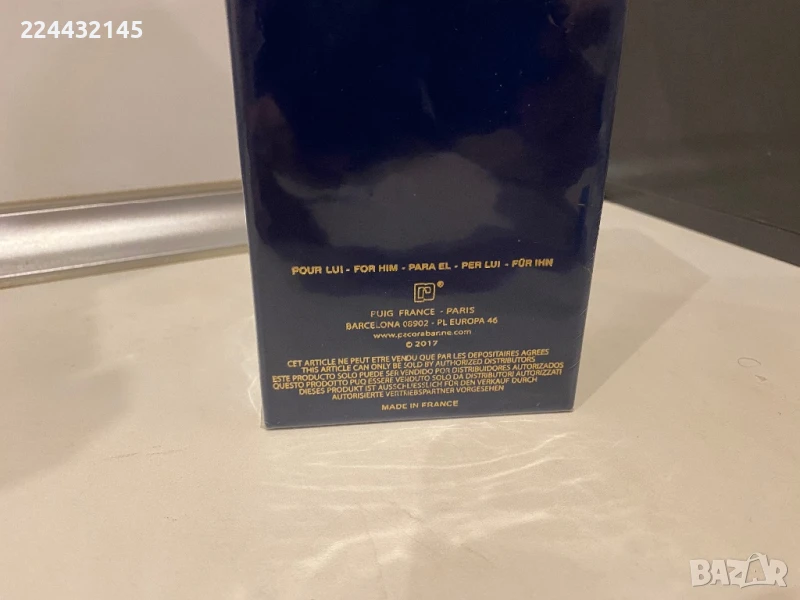 224432145
POUR LUI - FOR HIM - PARA EL - PER LUI - FÜR IHN
PUIG FRANCE - PARIS
BARCELONA 08902 - PL EUROPA 46
www.pacorabanne.com
© 2017
CET ARTICLE NE PEUT ETRE VENDU QUE PAR LES DEPOSITAIRES AGREES
THIS ARTICLE CAN ONLY BE SOLD BY AUTHORIZED DISTRIBUTORS
ESTE PRODUCTO SOLO PUEDE SER VENDIDO POR DISTRIBUIDORES AUTORIZADOS
QUESTO PRODOTTO PUO ESSERE VENDUTO SOLO DA DISTRIBUTORI AUTORIZZATI
DIESES PRODUKT IST AUSSCHLIESSLICH FÜR DEN VERKAUF DURCH
AUTORISIERTE VERTRIEBSPARTNER VORGESEHEN
MADE IN FRANCE
BAZAR